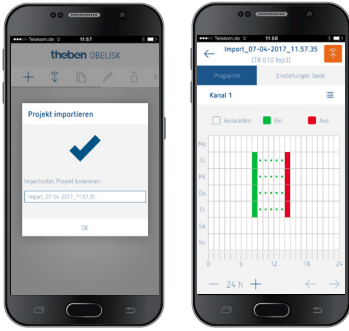 Telekom.de 11:57
theben OBELISK
Projekt importieren
Importiertes Projekt benennen:
Import_07-04-2017_11.57.35
OK
Telekom.de 11:58
Import_07-04-2017_11.57.35
(TR 610 top3)
Programm Einstellungen Gerät
Kanal 1
Auswählen Ein Aus
Mo
Di
Mi
Do
Fr
Sa
So
0 6 12 18 24
24 h